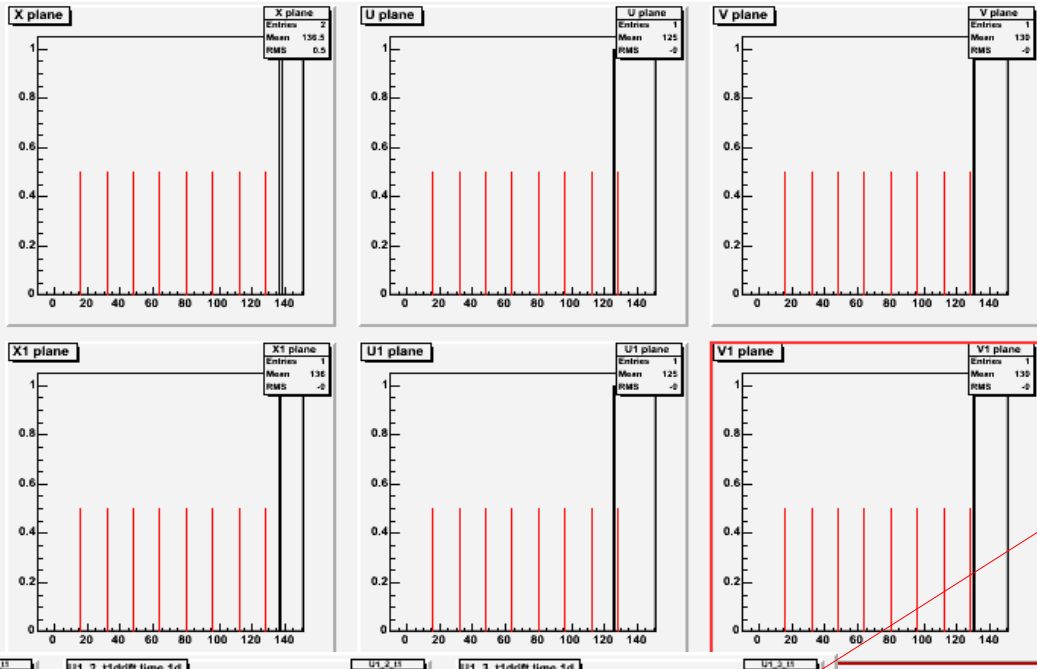 X plane
X plane
Entries 2
Mean 136.5
RMS 0.5
1
0.8
0.6
0.4
0.2
0
0 20 40 60 80 100 120 140
U plane
U plane
Entries 1
Mean 125
RMS -0
1
0.8
0.6
0.4
0.2
0
0 20 40 60 80 100 120 140
V plane
V plane
Entries 1
Mean 130
RMS -0
1
0.8
0.6
0.4
0.2
0
0 20 40 60 80 100 120 140
X1 plane
X1 plane
Entries 1
Mean 136
RMS -0
1
0.8
0.6
0.4
0.2
0
0 20 40 60 80 100 120 140
U1 plane
U1 plane
Entries 1
Mean 125
RMS -0
1
0.8
0.6
0.4
0.2
0
0 20 40 60 80 100 120 140
V1 plane
V1 plane
Entries 1
Mean 130
RMS -0
1
0.8
0.6
0.4
0.2
0
0 20 40 60 80 100 120 140
U1_2_t1drift time 1d
U1_2_t1
U1_3_t1drift time 1d
U1_3_t1